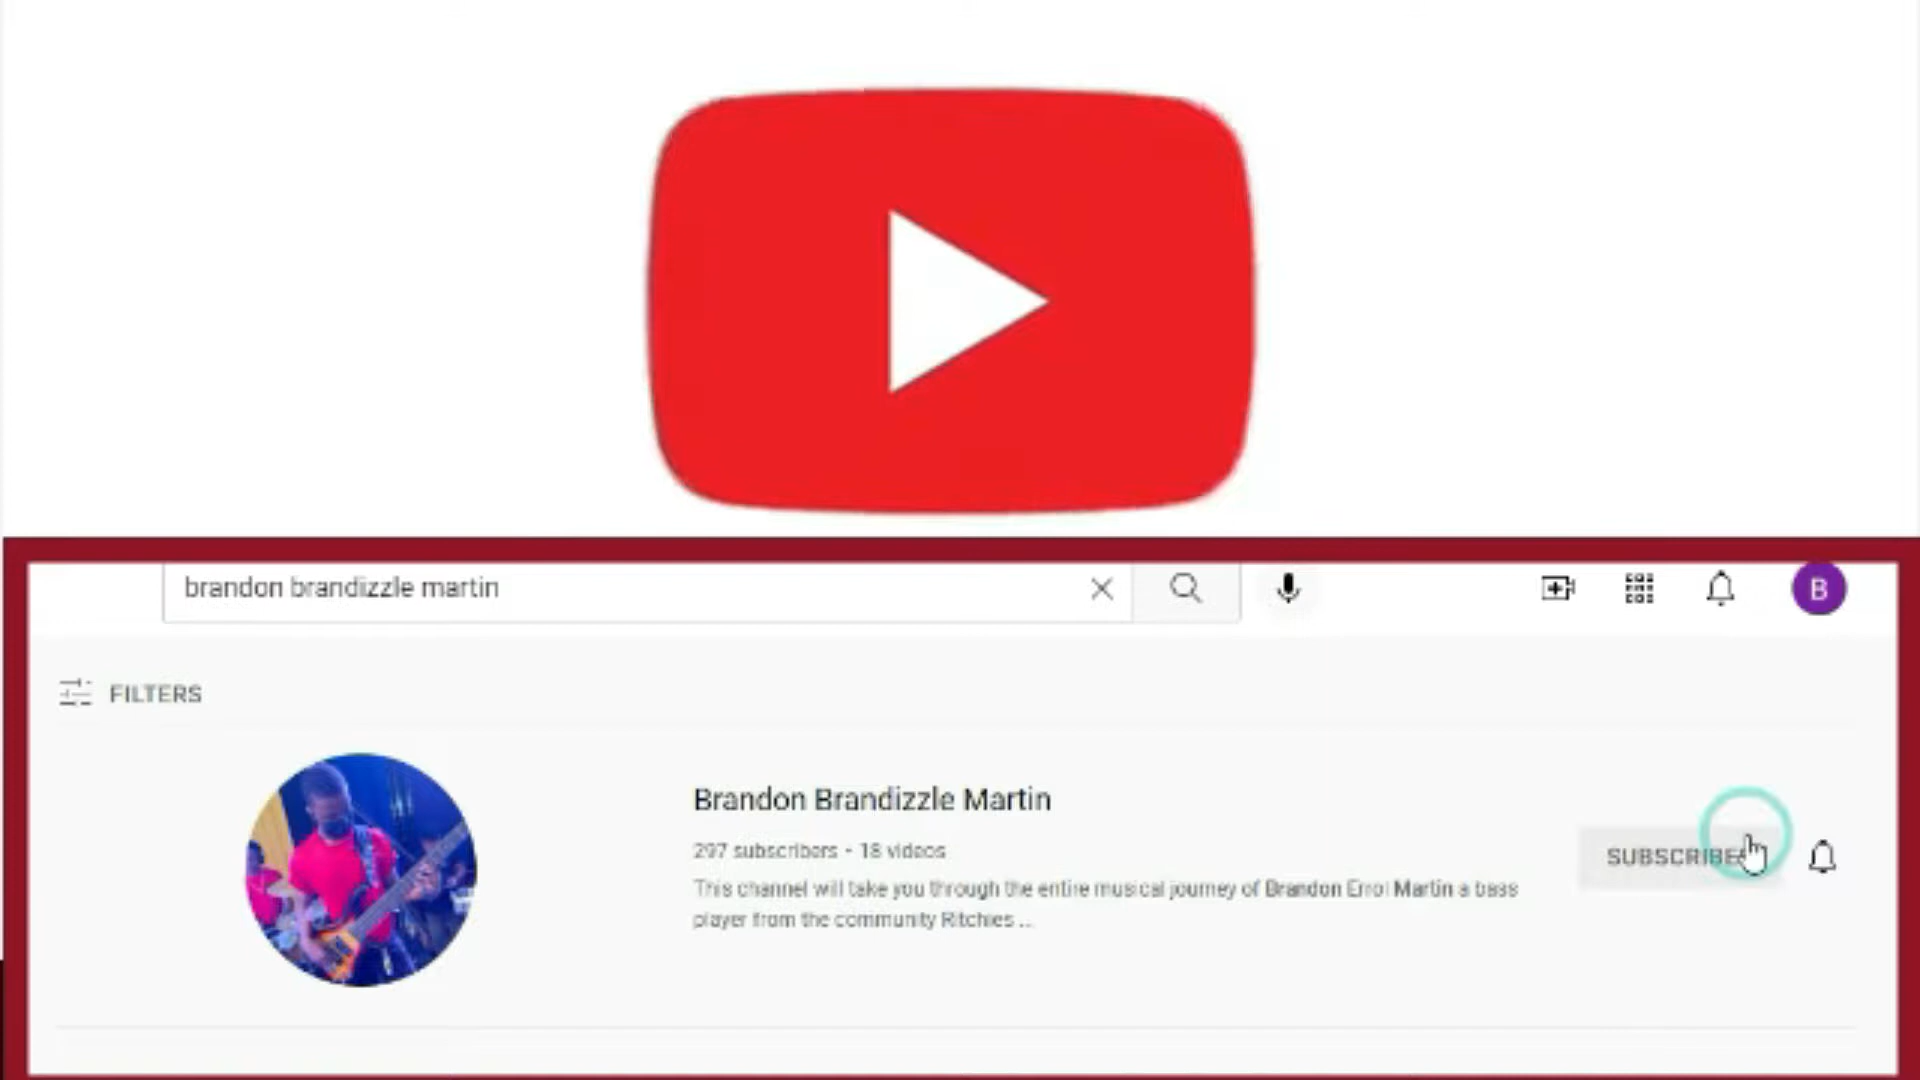 brandon brandizzle martin
B
FILTERS
Brandon Brandizzle Martin
297 subscribers • 18 videos
This channel will take you through the entire musical journey of Brandon Errol Martin a bass
player from the community Ritchies ...
SUBSCRIBED